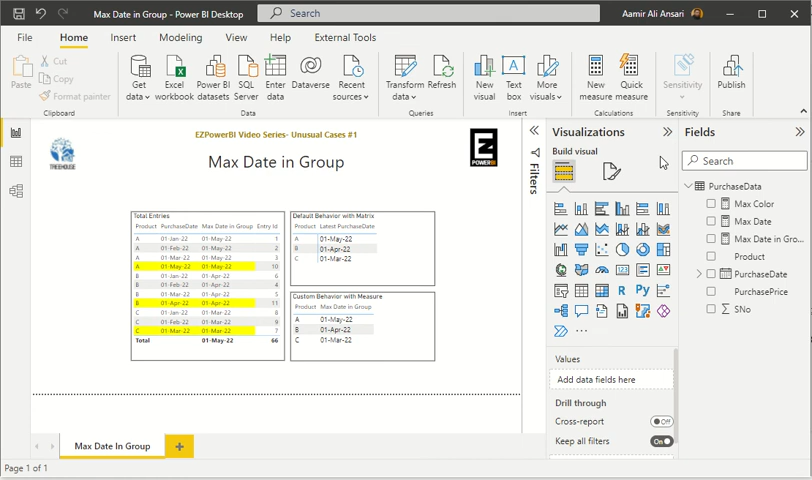 Max Date in Group - Power BI Desktop
Search
Aamir Ali Ansari
File
Home
Insert
Modeling
View
Help
External Tools
Paste
Cut
Copy
Format painter
Clipboard
Get data
Excel workbook
Power BI datasets
SQL Server
Enter data
Dataverse
Recent sources
Data
Transform data
Refresh
Queries
New visual
Text box
More visuals
Insert
New measure
Quick measure
Calculations
Sensitivity
Sensitivity
Publish
Share
TREEHOUSE
EZPowerBI Video Series- Unusual Cases #1
Max Date in Group
EZ
POWERBI
Total Entries
Product PurchaseDate Max Date in Group Entry Id
A 01-Jan-22 01-May-22 1
A 01-Feb-22 01-May-22 2
A 01-Mar-22 01-May-22 3
A 01-May-22 01-May-22 10
B 01-Jan-22 01-Apr-22 6
B 01-Feb-22 01-Apr-22 4
B 01-Mar-22 01-Apr-22 5
B 01-Apr-22 01-Apr-22 11
C 01-Jan-22 01-Mar-22 8
C 01-Feb-22 01-Mar-22 9
C 01-Mar-22 01-Mar-22 7
Total 01-May-22 66
Default Behavior with Matrix
Product Latest PurchaseDate
A 01-May-22
B 01-Apr-22
C 01-Mar-22
Custom Behavior with Measure
Product Max Date in Group
A 01-May-22
B 01-Apr-22
C 01-Mar-22
Filters
Visualizations
Build visual
123
R
Py
Values
Add data fields here
Drill through
Cross-report
Off
Keep all filters
On
Fields
Search
PurchaseData
Max Color
Max Date
Max Date in Gro...
Product
PurchaseDate
PurchasePrice
SNo
Max Date In Group
Page 1 of 1